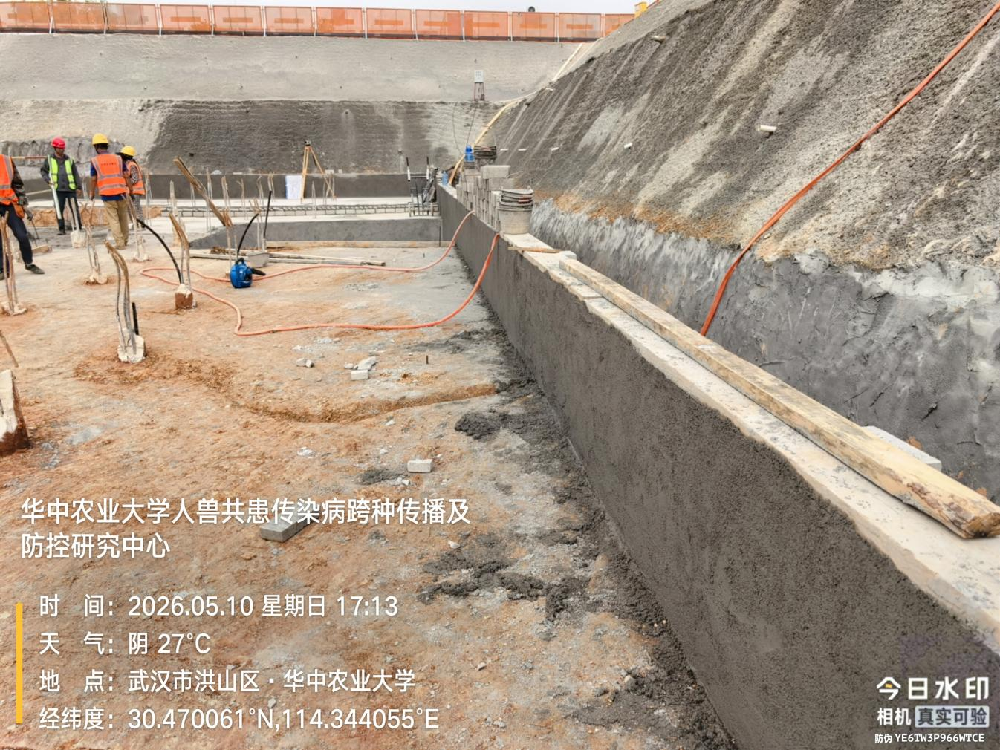 华中农业大学人兽共患传染病跨种传播及
防控研究中心
时 间：2026.05.10 星期日 17:13
天 气：阴 27°C
地 点：武汉市洪山区·华中农业大学
经纬度：30.470061°N,114.344055°E
今日水印
相机 真实可验
防伪 YE6TW3P966WTCE